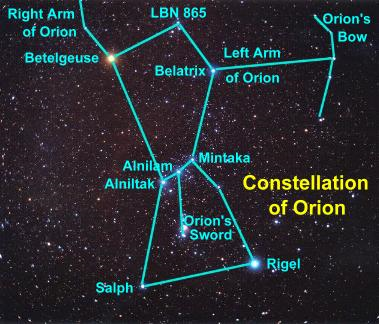 Right Arm
of Orion
LBN 865
Orion's
Bow
Betelgeuse
Belatrix
Left Arm
of Orion
Alnilam
Mintaka
Alniltak
Constellation
of Orion
Orion's
Sword
Rigel
Salph